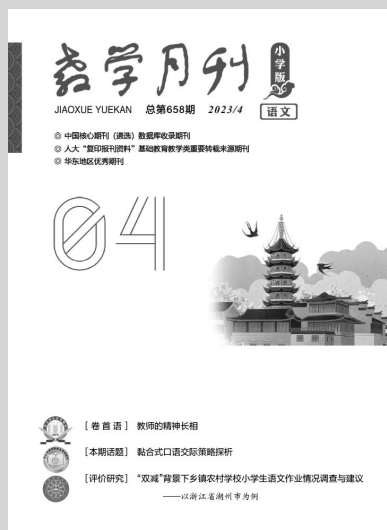 教学月刊
小学版
语文
JIAOXUE YUEKAN 总第658期 2023/4
◎ 中国核心期刊（遴选）数据库收录期刊
◎ 人大“复印报刊资料”基础教育教学类重要转载来源期刊
◎ 华东地区优秀期刊
04
[ 卷 首 语 ] 教师的精神长相
[本期话题] 黏合式口语交际策略探析
[评价研究] “双减”背景下乡镇农村学校小学生语文作业情况调查与建议
——以浙江省湖州市为例